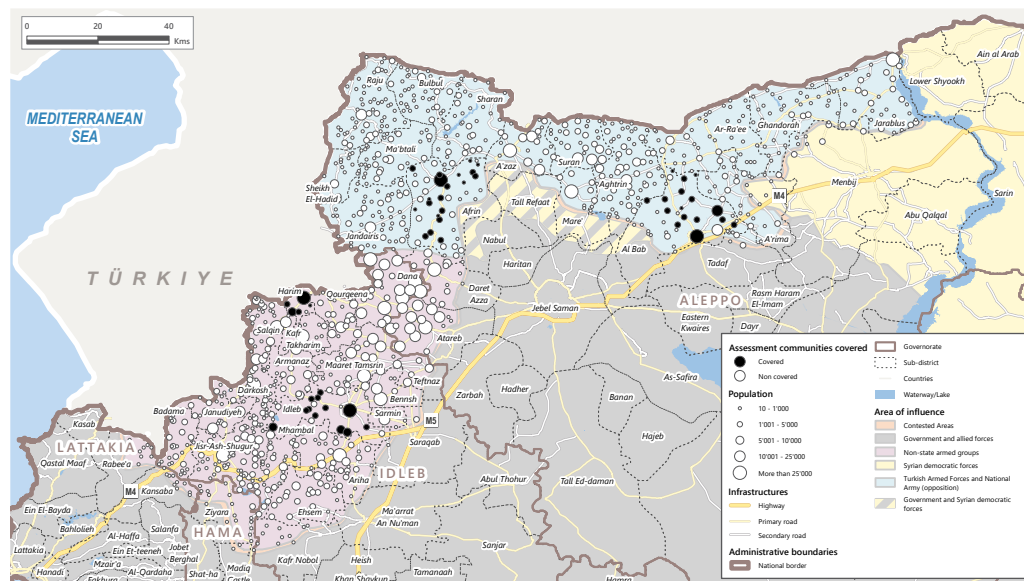 0 20 40
Kms
MEDITERRANEAN
SEA
TÜRKIYE
Raju
Bulbul
Sharan
Ma'btali
A'zaz
Sheikh
El-Hadid
Afrin
Jandairis
Tall Refaat
Suran
Aghtrin
Mare'
Ar-Ra'ee
Ghandorah
Jarablus
Lower Shyookh
Ain al Arab
Menbij
M4
Sarin
Abu Qalqal
A'rima
Al Bab
Tadaf
Nabul
Haritan
Daret
Azza
Dana
Qourqeena
Harim
Salqin
Kafr
Takharim
Armanaz
Maaret Tamsrin
Atareb
Jebel Saman
ALEPPO
Rasm Haram
El-Imam
Eastern
Kwaires
Dayr
As-Safira
Teftnaz
Darkosh
Badama
Janudiyeh
Idleb
Bennsh
Sarmin
Zarbah
Hadher
Banan
Hajeb
Mhambal
M5
Saraqab
Jisr-Ash-Shugur
IDLEB
Ariha
Abul Thohur
Tall Ed-daman
Kasab
LATTAKIA
Qastal Maaf
Rabee'a
M4
Kansaba
Ein El-Bayda
Ziyara
Ehsem
Ma'arrat
An Nu'man
Bahlolieh
Salanfa
HAMA
Al-Haffa
Lattakia
Ein Et-teeneh
Jobet
Berghal
Sanjar
Mzair'a
Madiq
Castle
Kafr Nobol
Heish
Hanadi
Al-Qardaha
Shat-ha
Khan Shaykun
Tamanaah
Fakhura
Hamra
Assessment communities covered
Covered
Non covered
Population
10 - 1'000
1'001 - 5'000
5'001 - 10'000
10'001 - 25'000
More than 25'000
Infrastructures
Highway
Primary road
Secondary road
Administrative boundaries
National border
Governorate
Sub-district
Countries
Waterway/Lake
Area of influence
Contested Areas
Government and allied forces
Non-state armed groups
Syrian democratic forces
Turkish Armed Forces and National
Army (opposition)
Government and Syrian democratic
forces